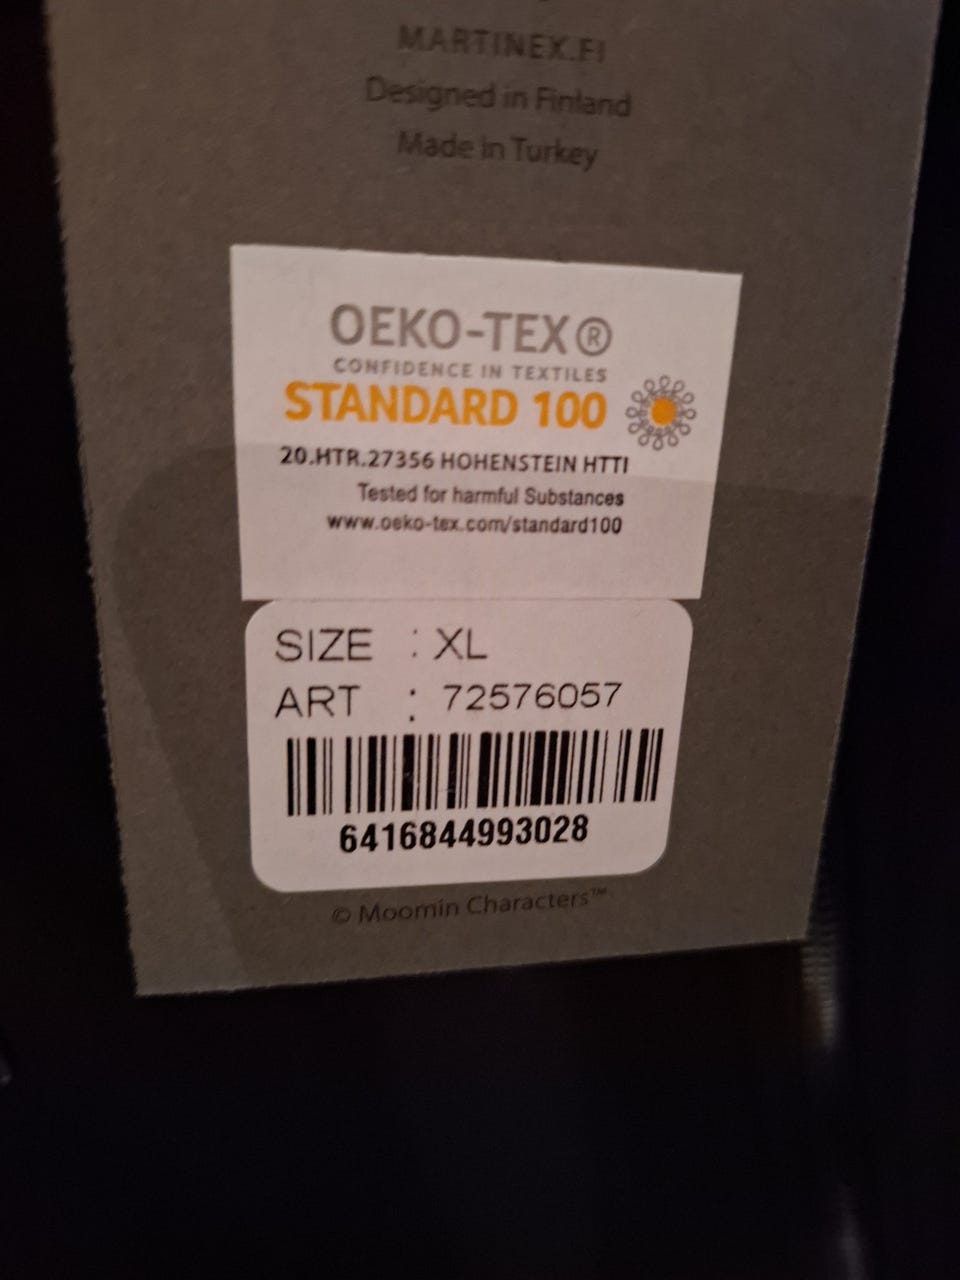 MARTINEX.FI
Designed in Finland
Made in Turkey
OEKO-TEX®
CONFIDENCE IN TEXTILES
STANDARD 100
20.HTR.27356 HOHENSTEIN HTTI
Tested for harmful Substances
www.oeko-tex.com/standard100
SIZE : XL
ART : 72576057
6416844993028
© Moomin Characters™